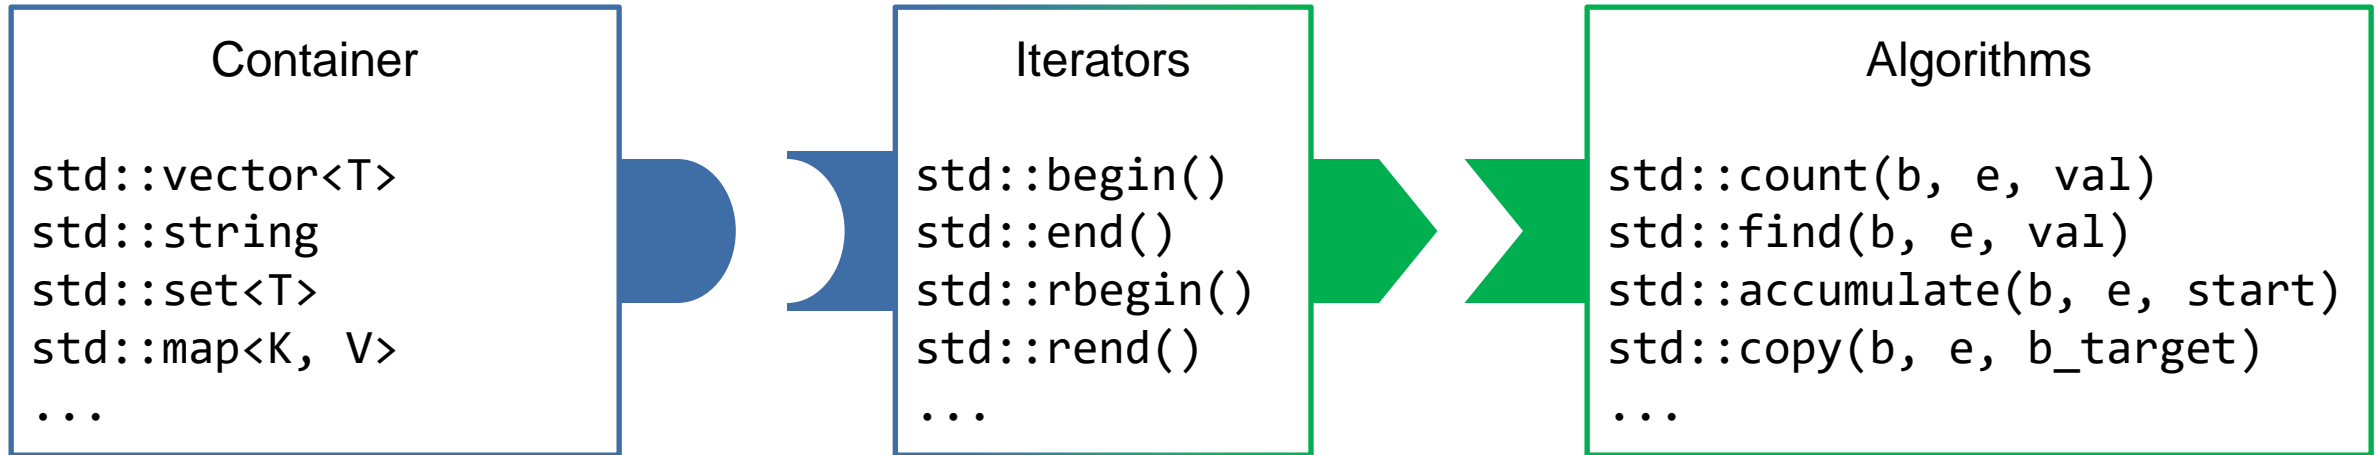 Container
std::vector<T>
std::string
std::set<T>
std::map<K, V>
...
Iterators
std::begin()
std::end()
std::rbegin()
std::rend()
...
Algorithms
std::count(b, e, val)
std::find(b, e, val)
std::accumulate(b, e, start)
std::copy(b, e, b_target)
...